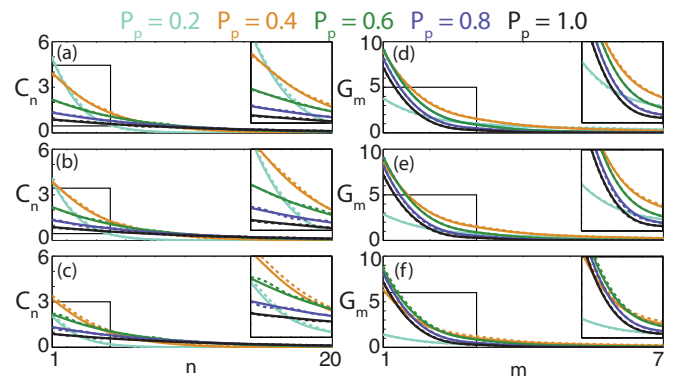 P_p = 0.2 P_p = 0.4 P_p = 0.6 P_p = 0.8 P_p = 1.0
6 (a) 10 (d)
C_n 3 G_m 5
0 0
6 (b) 10 (e)
C_n 3 G_m 5
0 0
6 (c) 10 (f)
C_n 3 G_m 5
0 0
1 n 20 1 m 7